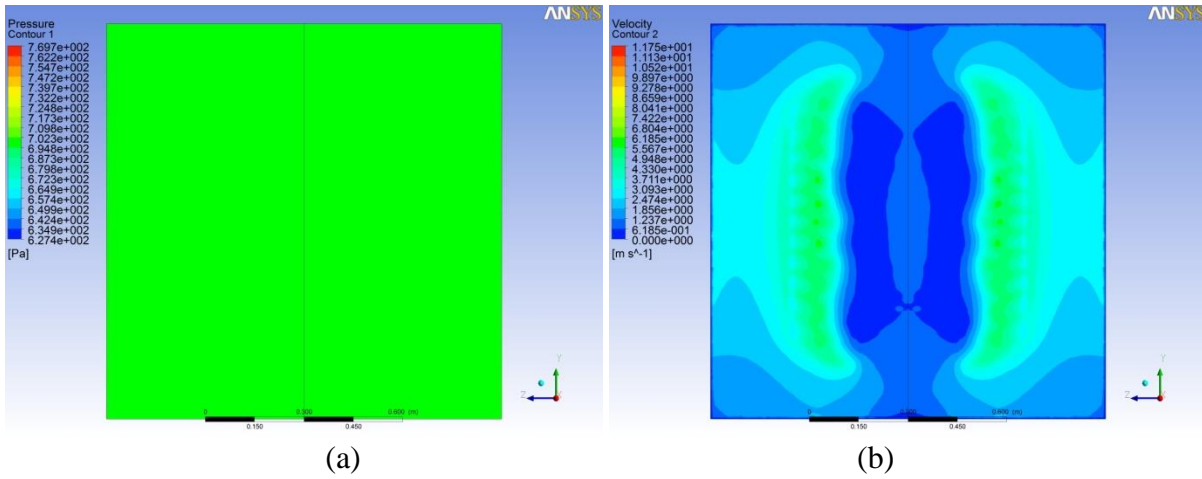 ANSYS
Pressure
Contour 1
7.697e+002
7.622e+002
7.547e+002
7.472e+002
7.397e+002
7.322e+002
7.248e+002
7.173e+002
7.098e+002
7.023e+002
6.948e+002
6.873e+002
6.798e+002
6.723e+002
6.649e+002
6.574e+002
6.499e+002
6.424e+002
6.349e+002
6.274e+002
[Pa]
0 0.300 0.600 (m)
0.150 0.450
Y
Z X
(a)
ANSYS
Velocity
Contour 2
1.175e+001
1.113e+001
1.052e+001
9.897e+000
9.278e+000
8.659e+000
8.041e+000
7.422e+000
6.804e+000
6.185e+000
5.567e+000
4.948e+000
4.330e+000
3.711e+000
3.093e+000
2.474e+000
1.856e+000
1.237e+000
6.185e-001
0.000e+000
[m s^-1]
0 0.300 0.600 (m)
0.150 0.450
Y
Z X
(b)